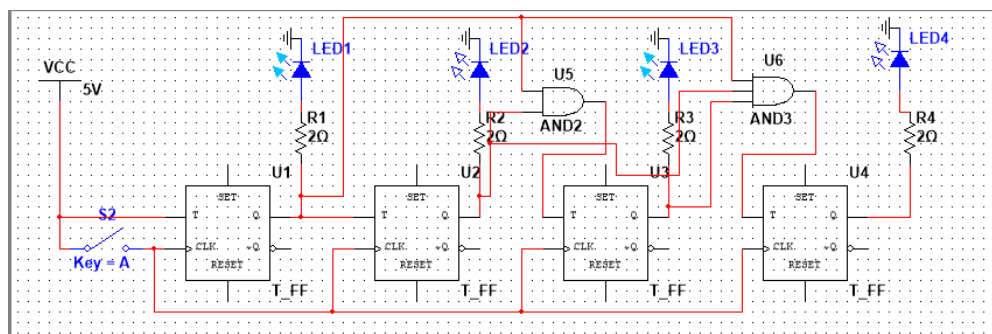 LED1
LED2
LED3
LED4
VCC
5V
U5
U6
AND2
AND3
R1
2Ω
R2
2Ω
R3
2Ω
R4
2Ω
U1
U2
U3
U4
SET
T Q
CLK ~Q
RESET
T_FF
SET
T Q
CLK ~Q
RESET
T_FF
SET
T Q
CLK ~Q
RESET
T_FF
SET
T Q
CLK ~Q
RESET
T_FF
S2
Key = A